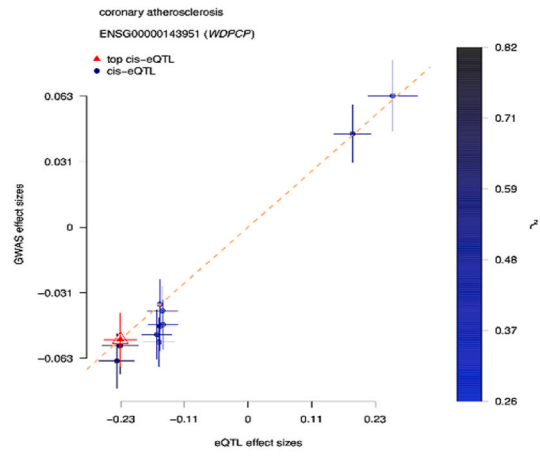 coronary atherosclerosis
ENSG00000143951 (WDPCP)
top cis−eQTL
cis−eQTL
0.063
0.031
0
−0.031
−0.063
GWAS effect sizes
−0.23
−0.11
0
0.11
0.23
eQTL effect sizes
0.82
0.71
0.59
0.48
0.37
0.26
r²